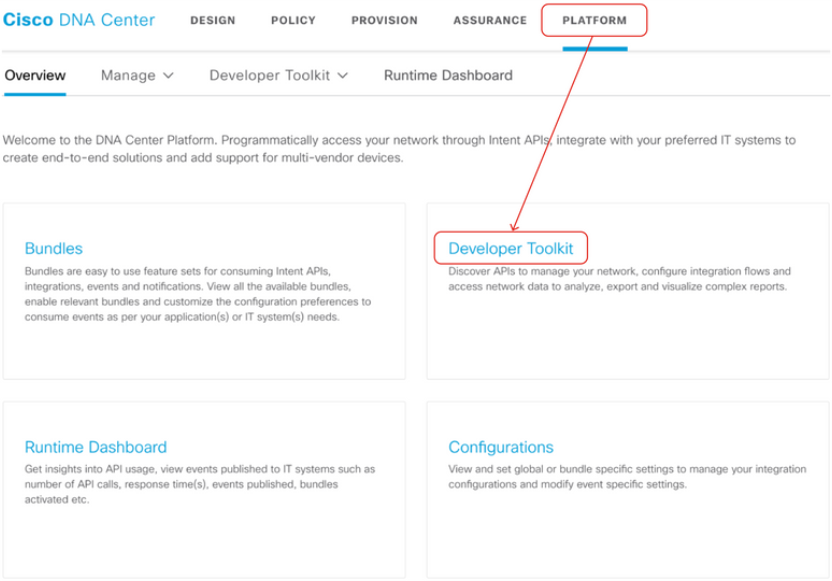 Cisco DNA Center DESIGN POLICY PROVISION ASSURANCE PLATFORM
Overview Manage Developer Toolkit Runtime Dashboard
Welcome to the DNA Center Platform. Programmatically access your network through Intent APIs, integrate with your preferred IT systems to
create end-to-end solutions and add support for multi-vendor devices.
Bundles
Bundles are easy to use feature sets for consuming Intent APIs,
integrations, events and notifications. View all the available bundles,
enable relevant bundles and customize the configuration preferences to
consume events as per your application(s) or IT system(s) needs.
Developer Toolkit
Discover APIs to manage your network, configure integration flows and
access network data to analyze, export and visualize complex reports.
Runtime Dashboard
Get insights into API usage, view events published to IT systems such as
number of API calls, response time(s), events published, bundles
activated etc.
Configurations
View and set global or bundle specific settings to manage your integration
configurations and modify event specific settings.